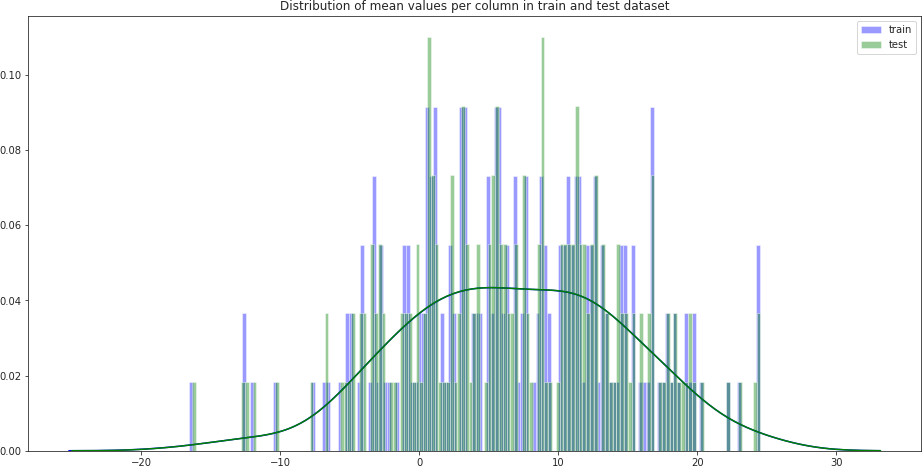 Distribution of mean values per column in train and test dataset
train
test
0.10
0.08
0.06
0.04
0.02
0.00
−20 −10 0 10 20 30